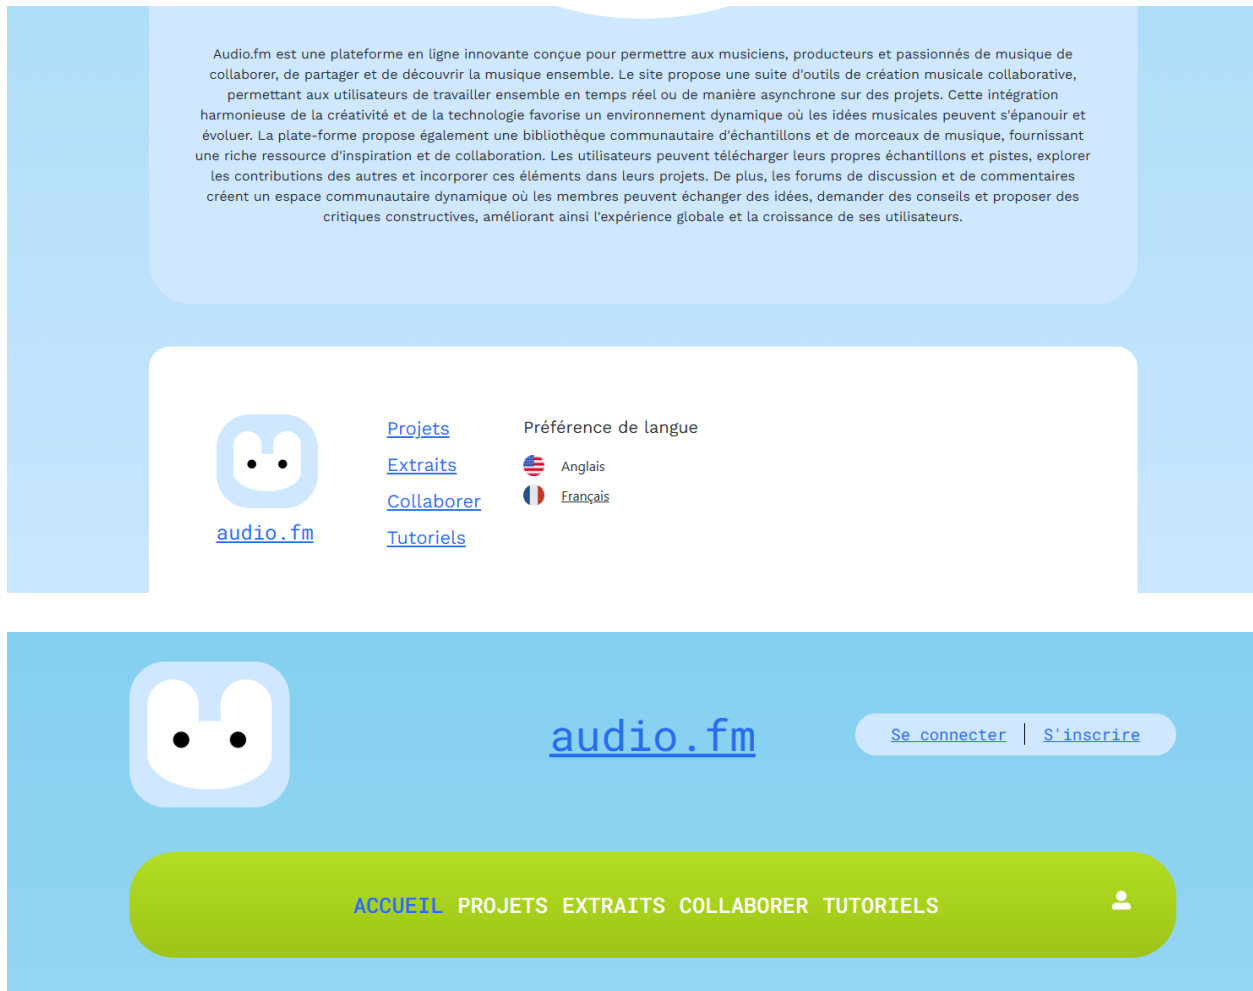 Audio.fm est une plateforme en ligne innovante conçue pour permettre aux musiciens, producteurs et passionnés de musique de
collaborer, de partager et de découvrir la musique ensemble. Le site propose une suite d'outils de création musicale collaborative,
permettant aux utilisateurs de travailler ensemble en temps réel ou de manière asynchrone sur des projets. Cette intégration
harmonieuse de la créativité et de la technologie favorise un environnement dynamique où les idées musicales peuvent s'épanouir et
évoluer. La plate-forme propose également une bibliothèque communautaire d'échantillons et de morceaux de musique, fournissant
une riche ressource d'inspiration et de collaboration. Les utilisateurs peuvent télécharger leurs propres échantillons et pistes, explorer
les contributions des autres et incorporer ces éléments dans leurs projets. De plus, les forums de discussion et de commentaires
créent un espace communautaire dynamique où les membres peuvent échanger des idées, demander des conseils et proposer des
critiques constructives, améliorant ainsi l'expérience globale et la croissance de ses utilisateurs.
audio.fm
Projets
Extraits
Collaborer
Tutoriels
Préférence de langue
Anglais
Français
audio.fm
Se connecter | S'inscrire
ACCUEIL PROJETS EXTRAITS COLLABORER TUTORIELS